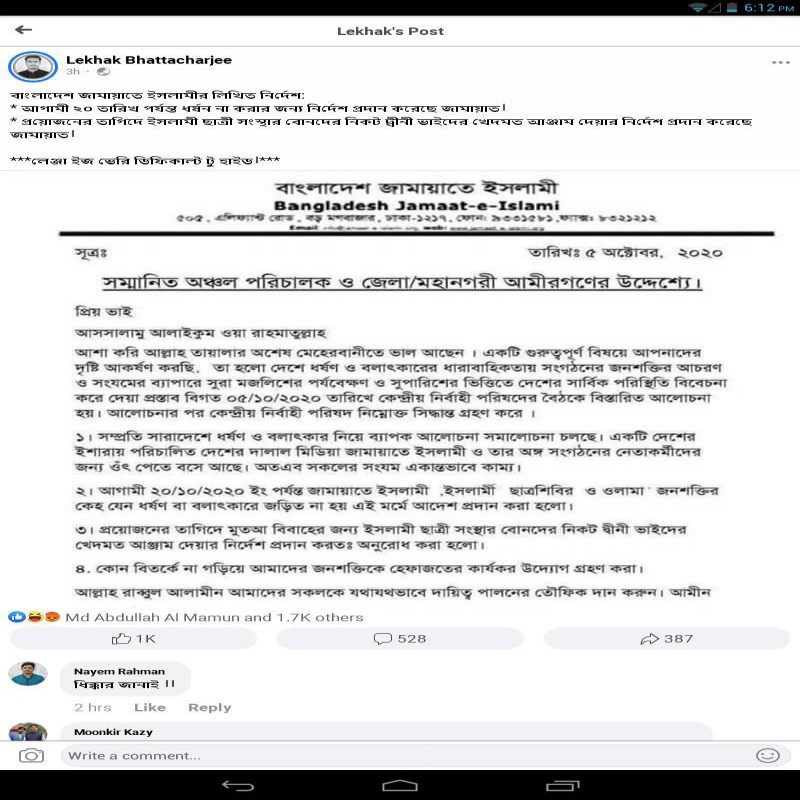 6:12 PM
Lekhak's Post
Lekhak Bhattacharjee
3h
বাংলাদেশ জামায়াতে ইসলামীর লিখিত নির্দেশ:
* আগামী ২০ তারিখ পর্যন্ত ধর্ষন না করার জন্য নির্দেশ প্রদান করেছে জামায়াত।
* প্রয়োজনের তাগিদে ইসলামী ছাত্রী সংস্থার বোনদের নিকট দ্বীনী ভাইদের খেদমত আঞ্জাম দেয়ার নির্দেশ প্রদান করেছে
জামায়াত।
***লেঞ্জা ইজ ভেরি ডিফিকাল্ট টু হাইড।***
বাংলাদেশ জামায়াতে ইসলামী
Bangladesh Jamaat-e-Islami
৫০৫, এলিফ্যান্ট রোড, বড় মগবাজার, ঢাকা-১২১৭, ফোন: ৯৩৩১৫৮১,ফ্যাক্স: ৮৩২১২১২
সূত্রঃ
তারিখঃ ৫ অক্টোবর, ২০২০
সম্মানিত অঞ্চল পরিচালক ও জেলা/মহানগরী আমীরগণের উদ্দেশ্যে।
প্রিয় ভাই
আসসালামু আলাইকুম ওয়া রাহমাতুল্লাহ
আশা করি আল্লাহ তায়ালার অশেষ মেহেরবানীতে ভাল আছেন । একটি গুরুত্বপূর্ণ বিষয়ে আপনাদের
দৃষ্টি আকর্ষণ করছি, তা হলো দেশে ধর্ষণ ও বলাৎকারের ধারাবাহিকতায় সংগঠনের জনশক্তির আচরণ
ও সংযমের ব্যাপারে সুরা মজলিশের পর্যবেক্ষণ ও সুপারিশের ভিত্তিতে দেশের সার্বিক পরিস্থিতি বিবেচনা
করে দেয়া প্রস্তাব বিগত ০৫/১০/২০২০ তারিখে কেন্দ্রীয় নির্বাহী পরিষদের বৈঠকে বিস্তারিত আলোচনা
হয়। আলোচনার পর কেন্দ্রীয় নির্বাহী পরিষদ নিম্নোক্ত সিদ্ধান্ত গ্রহণ করে ।
১। সম্প্রতি সারাদেশে ধর্ষণ ও বলাৎকার নিয়ে ব্যাপক আলোচনা সমালোচনা চলছে। একটি দেশের
ইশারায় পরিচালিত দেশের দালাল মিডিয়া জামায়াতে ইসলামী ও তার অঙ্গ সংগঠনের নেতাকর্মীদের
জন্য ওঁৎ পেতে বসে আছে। অতএব সকলের সংযম একান্তভাবে কাম্য।
২। আগামী ২০/১০/২০২০ ইং পর্যন্ত জামায়াতে ইসলামী ,ইসলামী ছাত্রশিবির ও ওলামা জনশক্তির
কেহ যেন ধর্ষণ বা বলাৎকারে জড়িত না হয় এই মর্মে আদেশ প্রদান করা হলো।
৩। প্রয়োজনের তাগিদে মুতআ বিবাহের জন্য ইসলামী ছাত্রী সংস্থার বোনদের নিকট দ্বীনী ভাইদের
খেদমত আঞ্জাম দেয়ার নির্দেশ প্রদান করতঃ অনুরোধ করা হলো।
৪. কোন বিতর্কে না গড়িয়ে আমাদের জনশক্তিকে হেফাজতের কার্যকর উদ্যোগ গ্রহণ করা।
আল্লাহ রাব্বুল আলামীন আমাদের সকলকে যথাযথভাবে দায়িত্ব পালনের তৌফিক দান করুন। আমীন
Md Abdullah Al Mamun and 1.7K others
1K
528
387
Nayem Rahman
ধিক্কার জানাই ।।
2 hrs Like Reply
Moonkir Kazy
Write a comment...